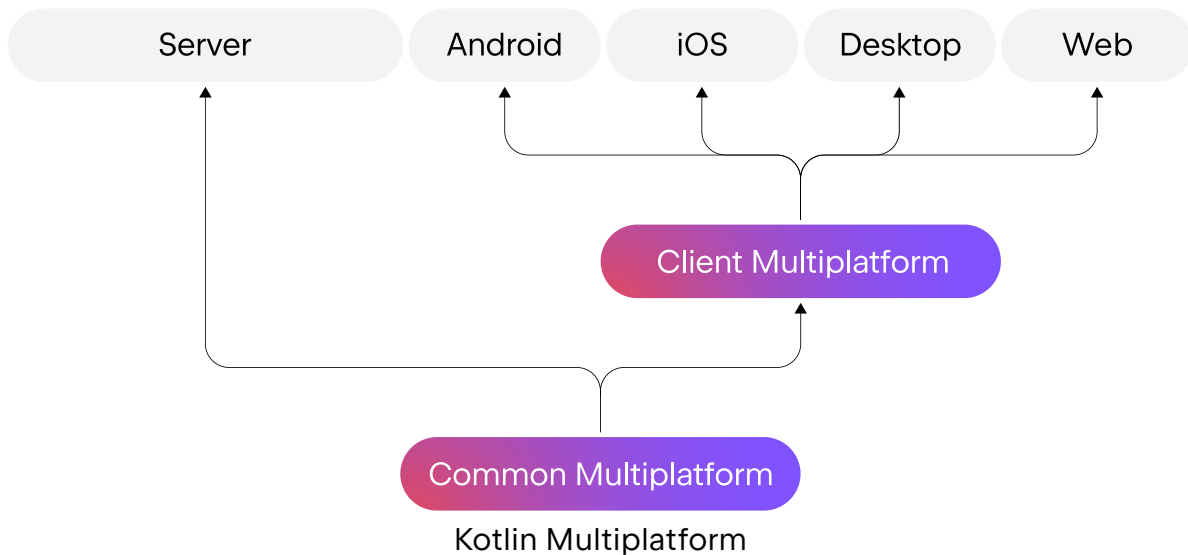 Server
Android
iOS
Desktop
Web
Client Multiplatform
Common Multiplatform
Kotlin Multiplatform